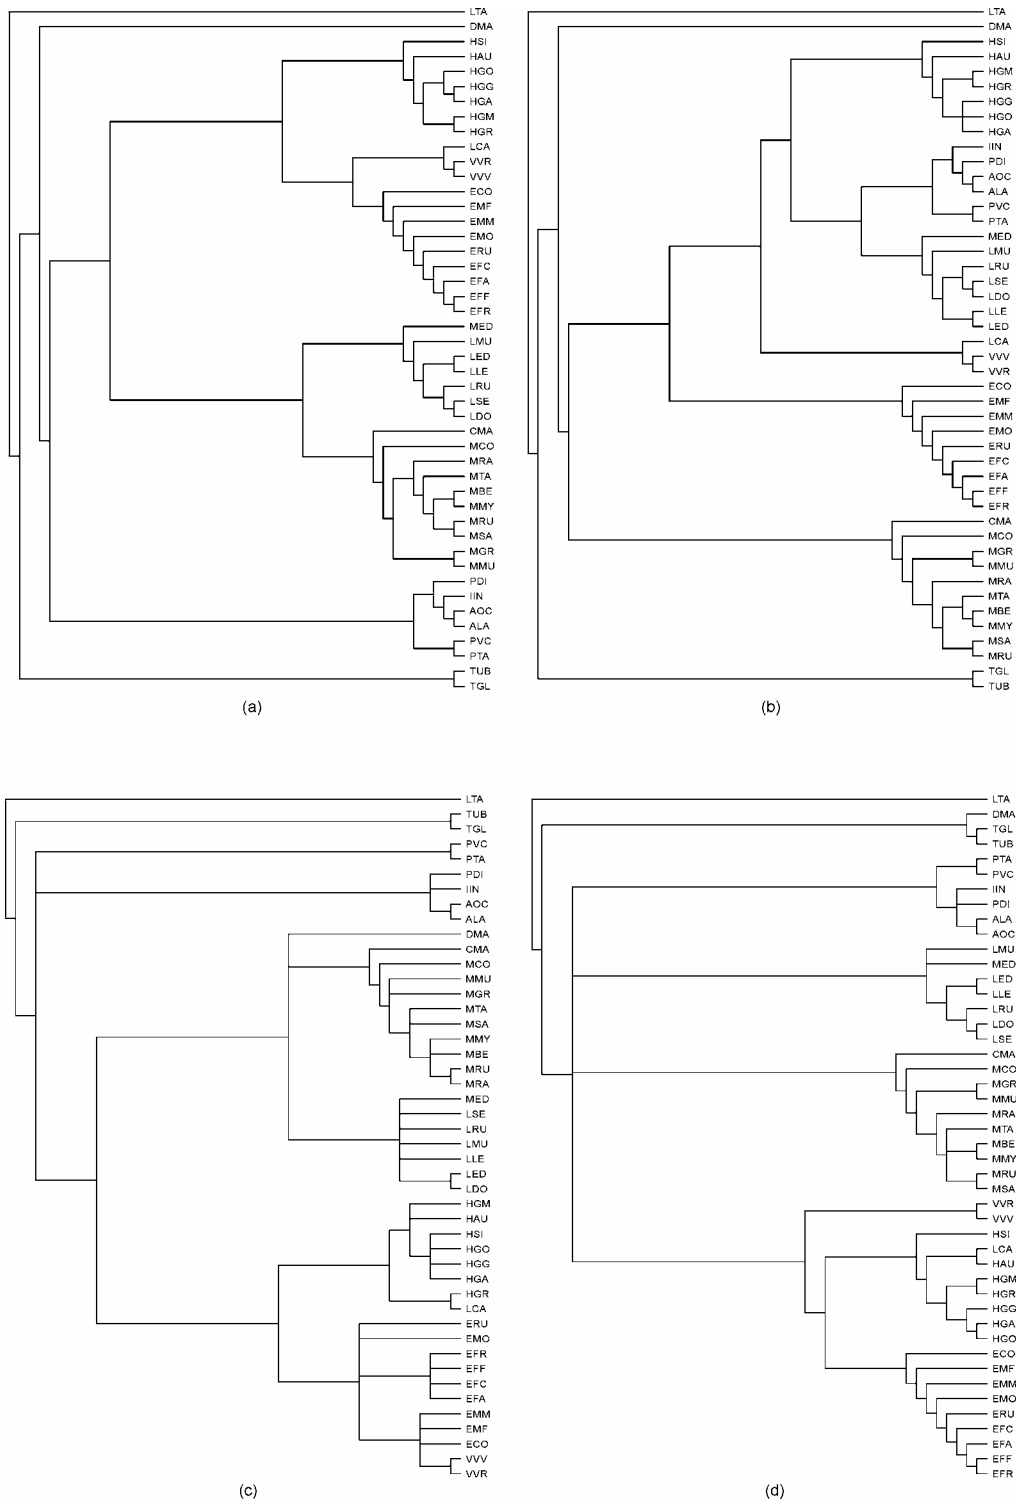 LTA
DMA
HSI
HAU
HGO
HGG
HGA
HGM
HGR
LCA
VVR
VVV
ECO
EMF
EMM
EMO
ERU
EFC
EFA
EFF
EFR
MED
LMU
LED
LLE
LRU
LSE
LDO
CMA
MCO
MRA
MTA
MBE
MMY
MRU
MSA
MGR
MMU
PDI
IIN
AOC
ALA
PVC
PTA
TUB
TGL
(a)
LTA
DMA
HSI
HAU
HGM
HGR
HGG
HGO
HGA
IIN
PDI
AOC
ALA
PVC
PTA
MED
LMU
LRU
LSE
LDO
LLE
LED
LCA
VVV
VVR
ECO
EMF
EMM
EMO
ERU
EFC
EFA
EFF
EFR
CMA
MCO
MGR
MMU
MRA
MTA
MBE
MMY
MSA
MRU
TGL
TUB
(b)
LTA
TUB
TGL
PVC
PTA
PDI
IIN
AOC
ALA
DMA
CMA
MCO
MMU
MGR
MTA
MSA
MMY
MBE
MRU
MRA
MED
LSE
LRU
LMU
LLE
LED
LDO
HGM
HAU
HSI
HGO
HGG
HGA
HGR
LCA
ERU
EMO
EFR
EFF
EFC
EFA
EMM
EMF
ECO
VVV
VVR
(c)
LTA
DMA
TGL
TUB
PTA
PVC
IIN
PDI
ALA
AOC
LMU
MED
LED
LLE
LRU
LDO
LSE
CMA
MCO
MGR
MMU
MRA
MTA
MBE
MMY
MRU
MSA
VVR
VVV
HSI
LCA
HAU
HGM
HGR
HGG
HGA
HGO
ECO
EMF
EMM
EMO
ERU
EFC
EFA
EFF
EFR
(d)